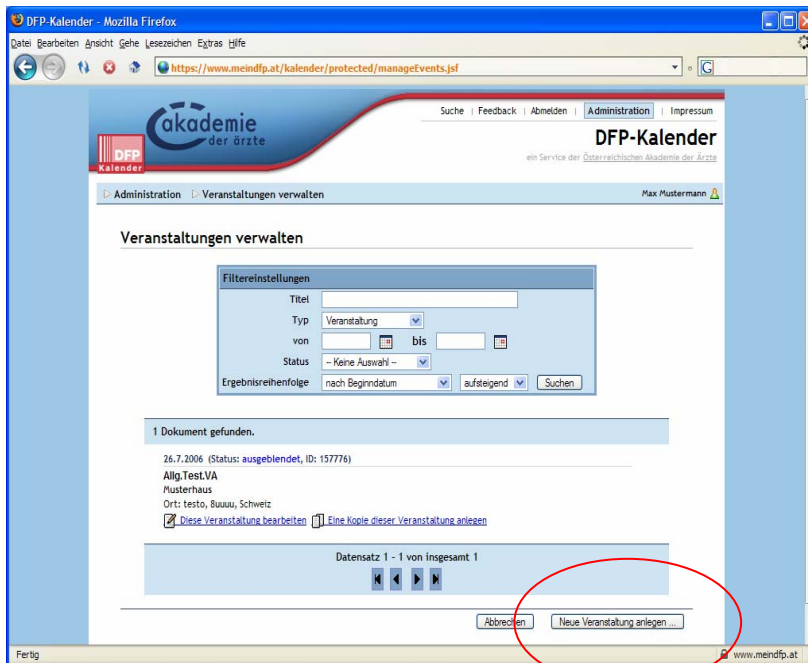 DFP-Kalender - Mozilla Firefox
Datei Bearbeiten Ansicht Gehe Lesezeichen Extras Hilfe
https://www.meindfp.at/kalender/protected/manageEvents.jsf
G
akademie
der ärzte
DFP
Kalender
Suche | Feedback | Abmelden | Administration | Impressum
DFP-Kalender
ein Service der Österreichischen Akademie der Ärzte
Administration Veranstaltungen verwalten
Max Mustermann
Veranstaltungen verwalten
Filtereinstellungen
Titel
Typ Veranstaltung
von bis
Status -- Keine Auswahl --
Ergebnisreihenfolge nach Beginndatum aufsteigend Suchen
1 Dokument gefunden.
26.7.2006 (Status: ausgeblendet, ID: 157776)
Allg.Test.VA
Musterhaus
Ort: testo, 8uuuu, Schweiz
Diese Veranstaltung bearbeiten Eine Kopie dieser Veranstaltung anlegen
Datensatz 1 - 1 von insgesamt 1
Abbrechen Neue Veranstaltung anlegen ...
Fertig www.meindfp.at